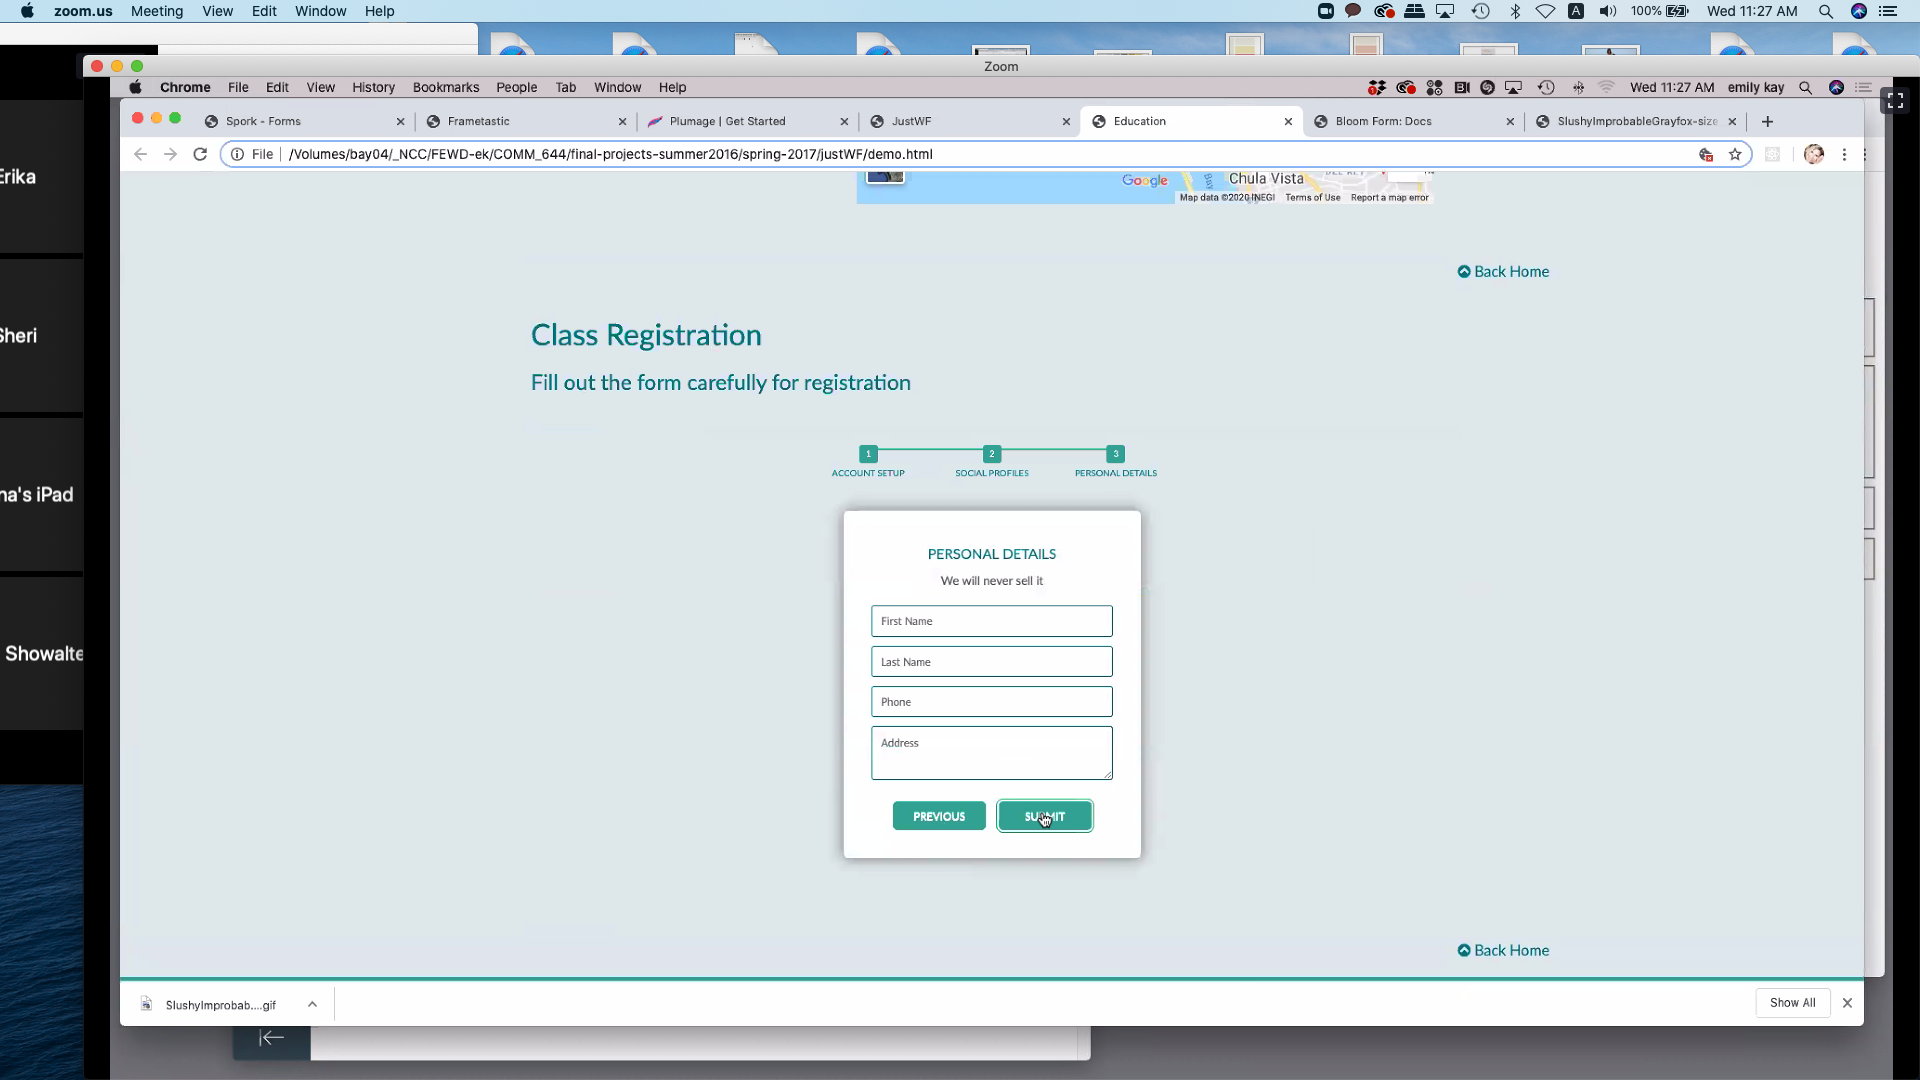 zoom.us Meeting View Edit Window Help 100% Wed 11:27 AM
Zoom
Chrome File Edit View History Bookmarks People Tab Window Help Wed 11:27 AM emily kay
Spork - Forms Frametastic Plumage | Get Started JustWF Education Bloom Form: Docs SlushyImprobableGrayfox-size
File /Volumes/bay04/_NCC/FEWD-ek/COMM_644/final-projects-summer2016/spring-2017/justWF/demo.html
Erika
Sheri
na's iPad
Showalte
Google Chula Vista
Map data ©2020 INEGI Terms of Use Report a map error
Back Home
Class Registration
Fill out the form carefully for registration
1 2 3
ACCOUNT SETUP SOCIAL PROFILES PERSONAL DETAILS
PERSONAL DETAILS
We will never sell it
First Name
Last Name
Phone
Address
PREVIOUS SUBMIT
Back Home
SlushyImprobab....gif Show All